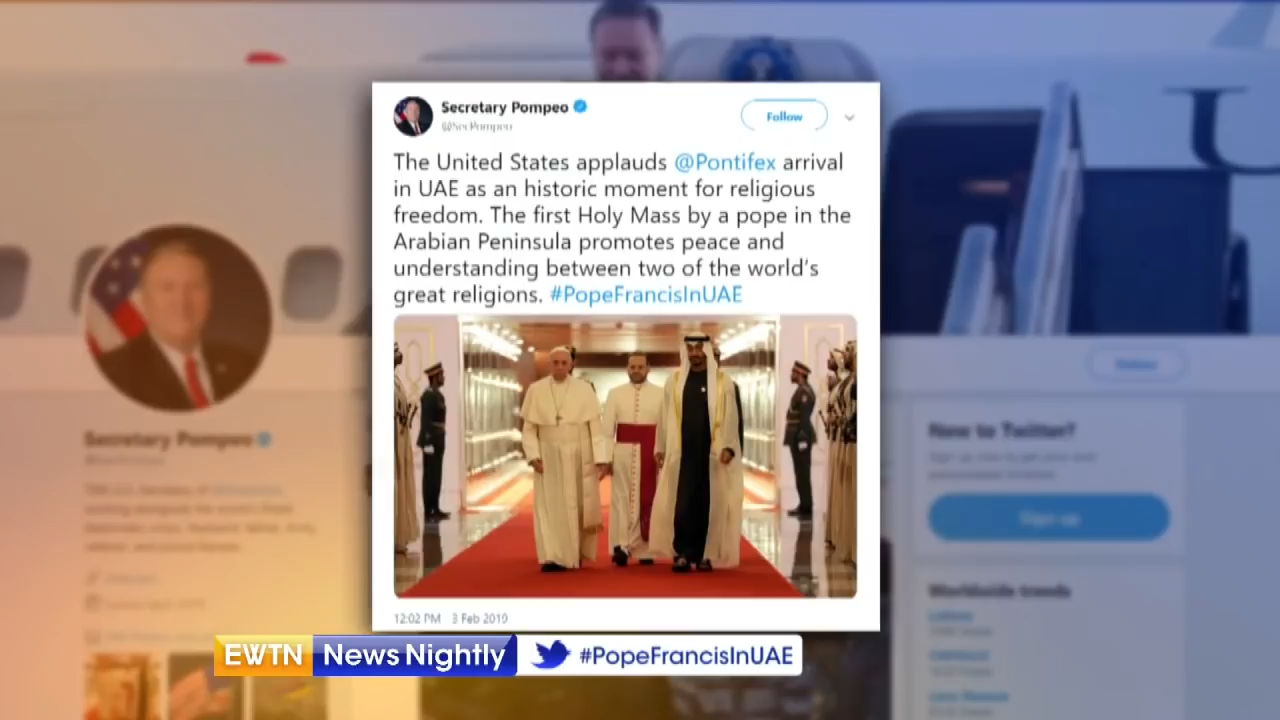 Secretary Pompeo
@SecPompeo
Follow
The United States applauds @Pontifex arrival
in UAE as an historic moment for religious
freedom. The first Holy Mass by a pope in the
Arabian Peninsula promotes peace and
understanding between two of the world's
great religions. #PopeFrancisInUAE
12:02 PM 3 Feb 2019
Secretary Pompeo
Follow
New to Twitter?
Sign up
Worldwide trends
EWTN News Nightly #PopeFrancisInUAE